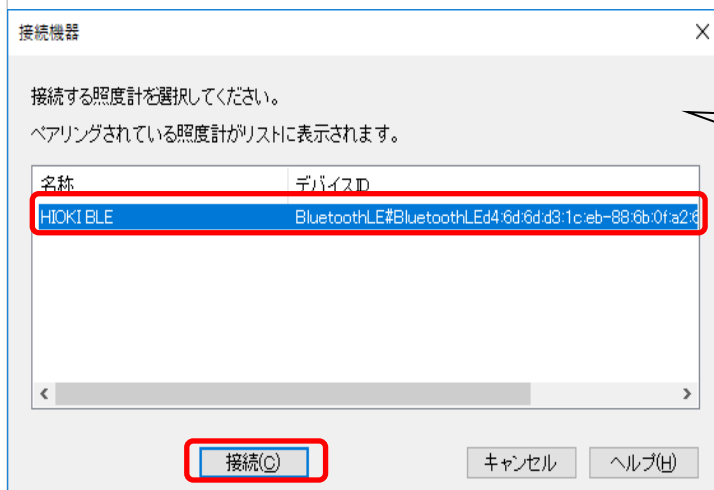 接続機器
接続する照度計を選択してください。
ペアリングされている照度計がリストに表示されます。
名称 デバイスID
HIOKI BLE BluetoothLE#BluetoothLEd4:6d:6d:d3:1c:eb-88:6b:0f:a2:6
接続(C) キャンセル ヘルプ(H)